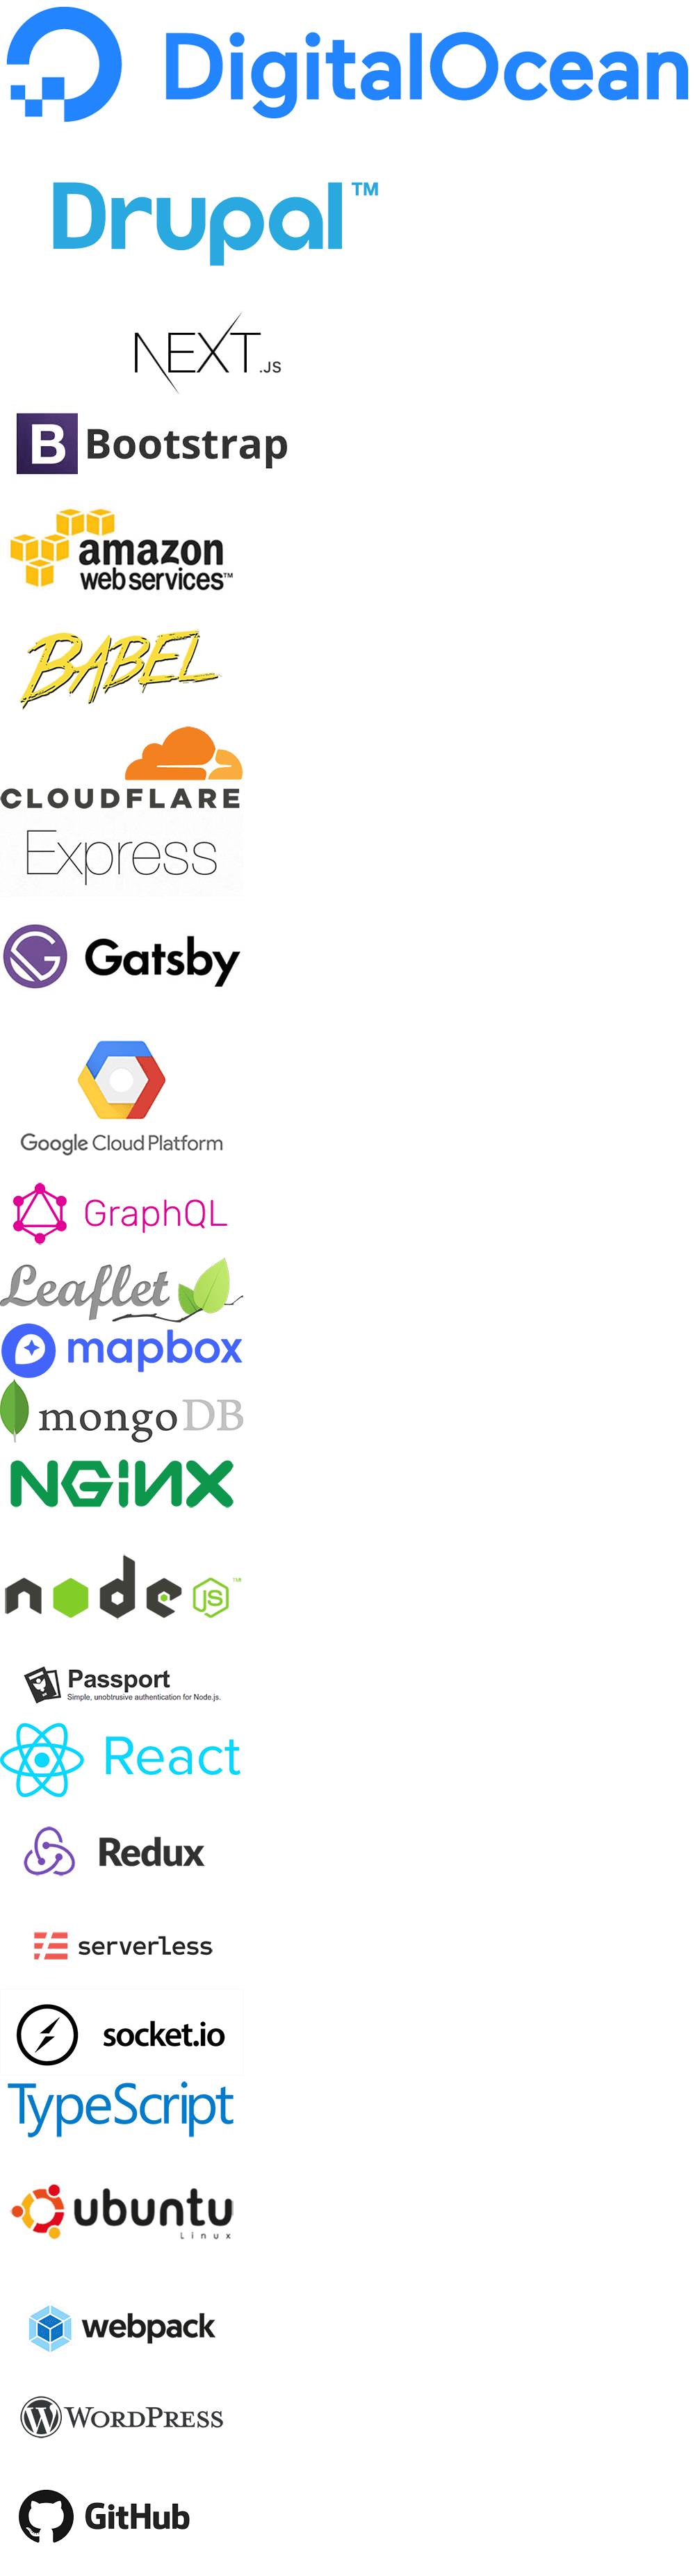 DigitalOcean
Drupal™
NEXT.JS
B Bootstrap
amazon
web services™
BABEL
CLOUDFLARE
Express
Gatsby
Google Cloud Platform
GraphQL
Leaflet
mapbox
mongoDB
NGiNX
node JS™
Passport
Simple, unobtrusive authentication for Node.js.
React
Redux
serverless
socket.io
TypeScript
ubuntu
Linux
webpack
WORDPRESS
GitHub